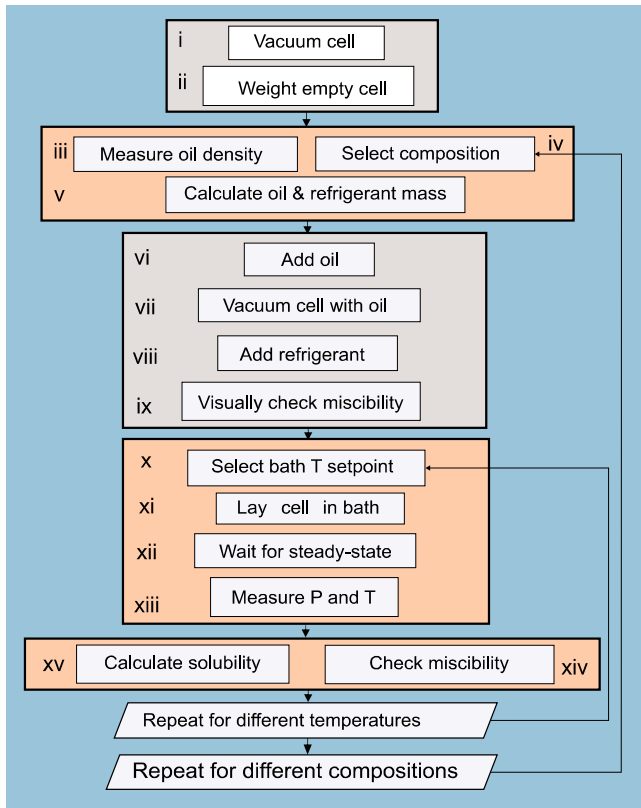 i Vacuum cell
ii Weight empty cell
iii Measure oil density Select composition iv
v Calculate oil & refrigerant mass
vi Add oil
vii Vacuum cell with oil
viii Add refrigerant
ix Visually check miscibility
x Select bath T setpoint
xi Lay cell in bath
xii Wait for steady-state
xiii Measure P and T
xv Calculate solubility Check miscibility xiv
Repeat for different temperatures
Repeat for different compositions